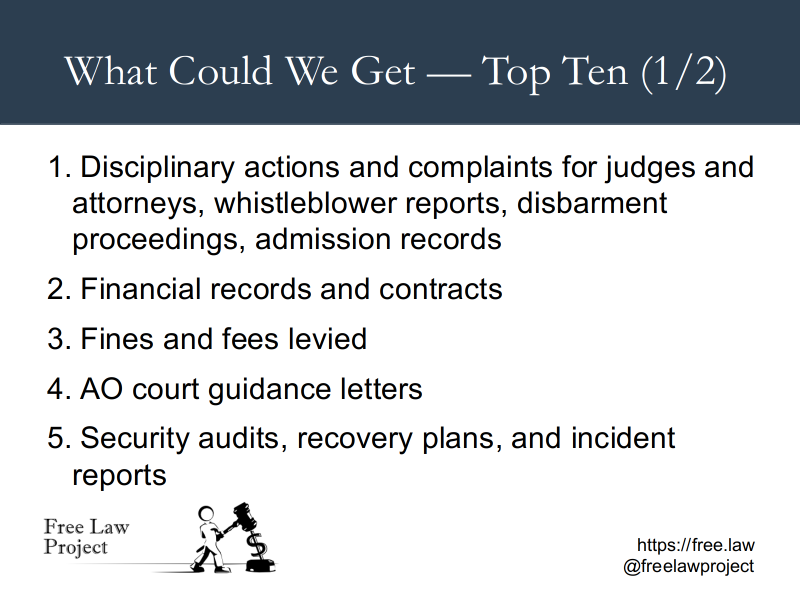 What Could We Get — Top Ten (1/2)
1. Disciplinary actions and complaints for judges and
attorneys, whistleblower reports, disbarment
proceedings, admission records
2. Financial records and contracts
3. Fines and fees levied
4. AO court guidance letters
5. Security audits, recovery plans, and incident
reports
Free Law
Project
$
https://free.law
@freelawproject